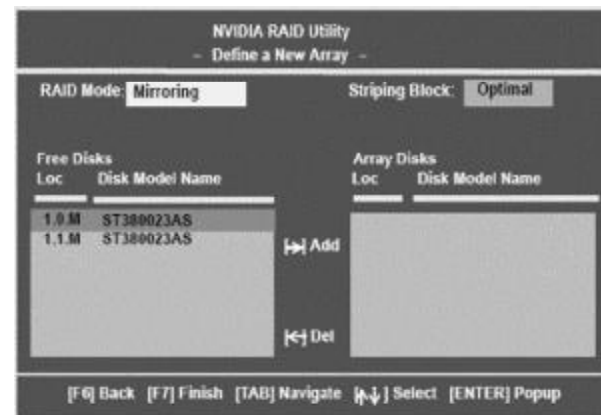 NVIDIA RAID Utility
- Define a New Array -
RAID Mode: Mirroring Striping Block: Optimal
Free Disks Array Disks
Loc Disk Model Name Loc Disk Model Name
1.0.M ST380023AS
1.1.M ST380023AS
[→] Add
[←] Del
[F6] Back [F7] Finish [TAB] Navigate [↑↓] Select [ENTER] Popup